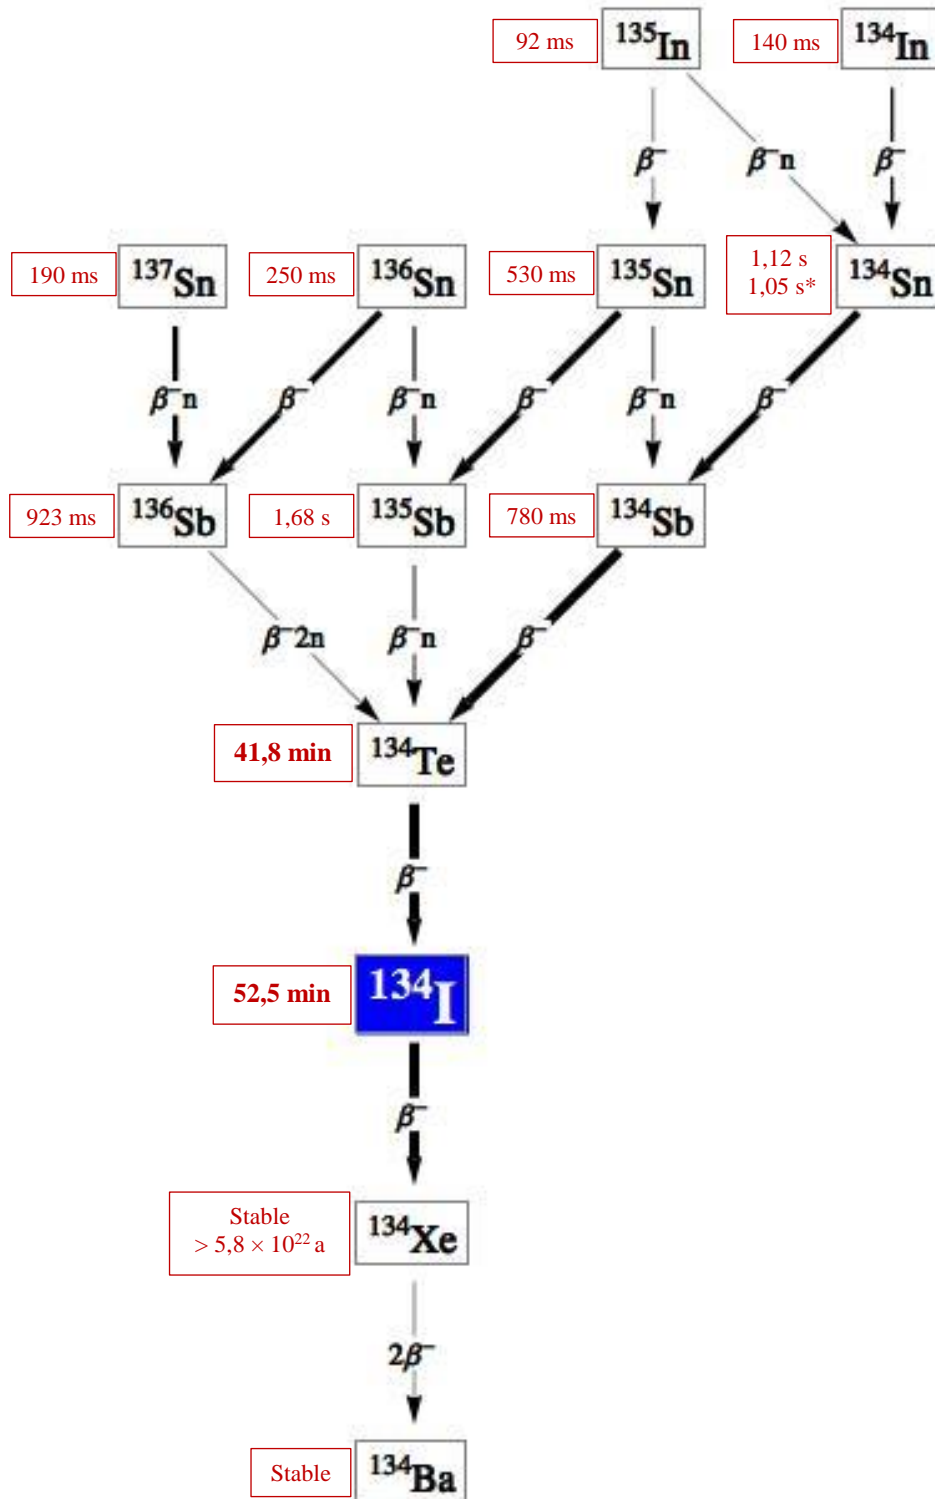 92 ms
¹³⁵In
140 ms
¹³⁴In
β⁻
β⁻n
β⁻
190 ms
¹³⁷Sn
250 ms
¹³⁶Sn
530 ms
¹³⁵Sn
1,12 s
1,05 s*
¹³⁴Sn
β⁻n
β⁻
β⁻n
β⁻
β⁻n
β⁻
923 ms
¹³⁶Sb
1,68 s
¹³⁵Sb
780 ms
¹³⁴Sb
β⁻2n
β⁻n
β⁻
41,8 min
¹³⁴Te
β⁻
52,5 min
¹³⁴I
β⁻
Stable
> 5,8 × 10²² a
¹³⁴Xe
2β⁻
Stable
¹³⁴Ba